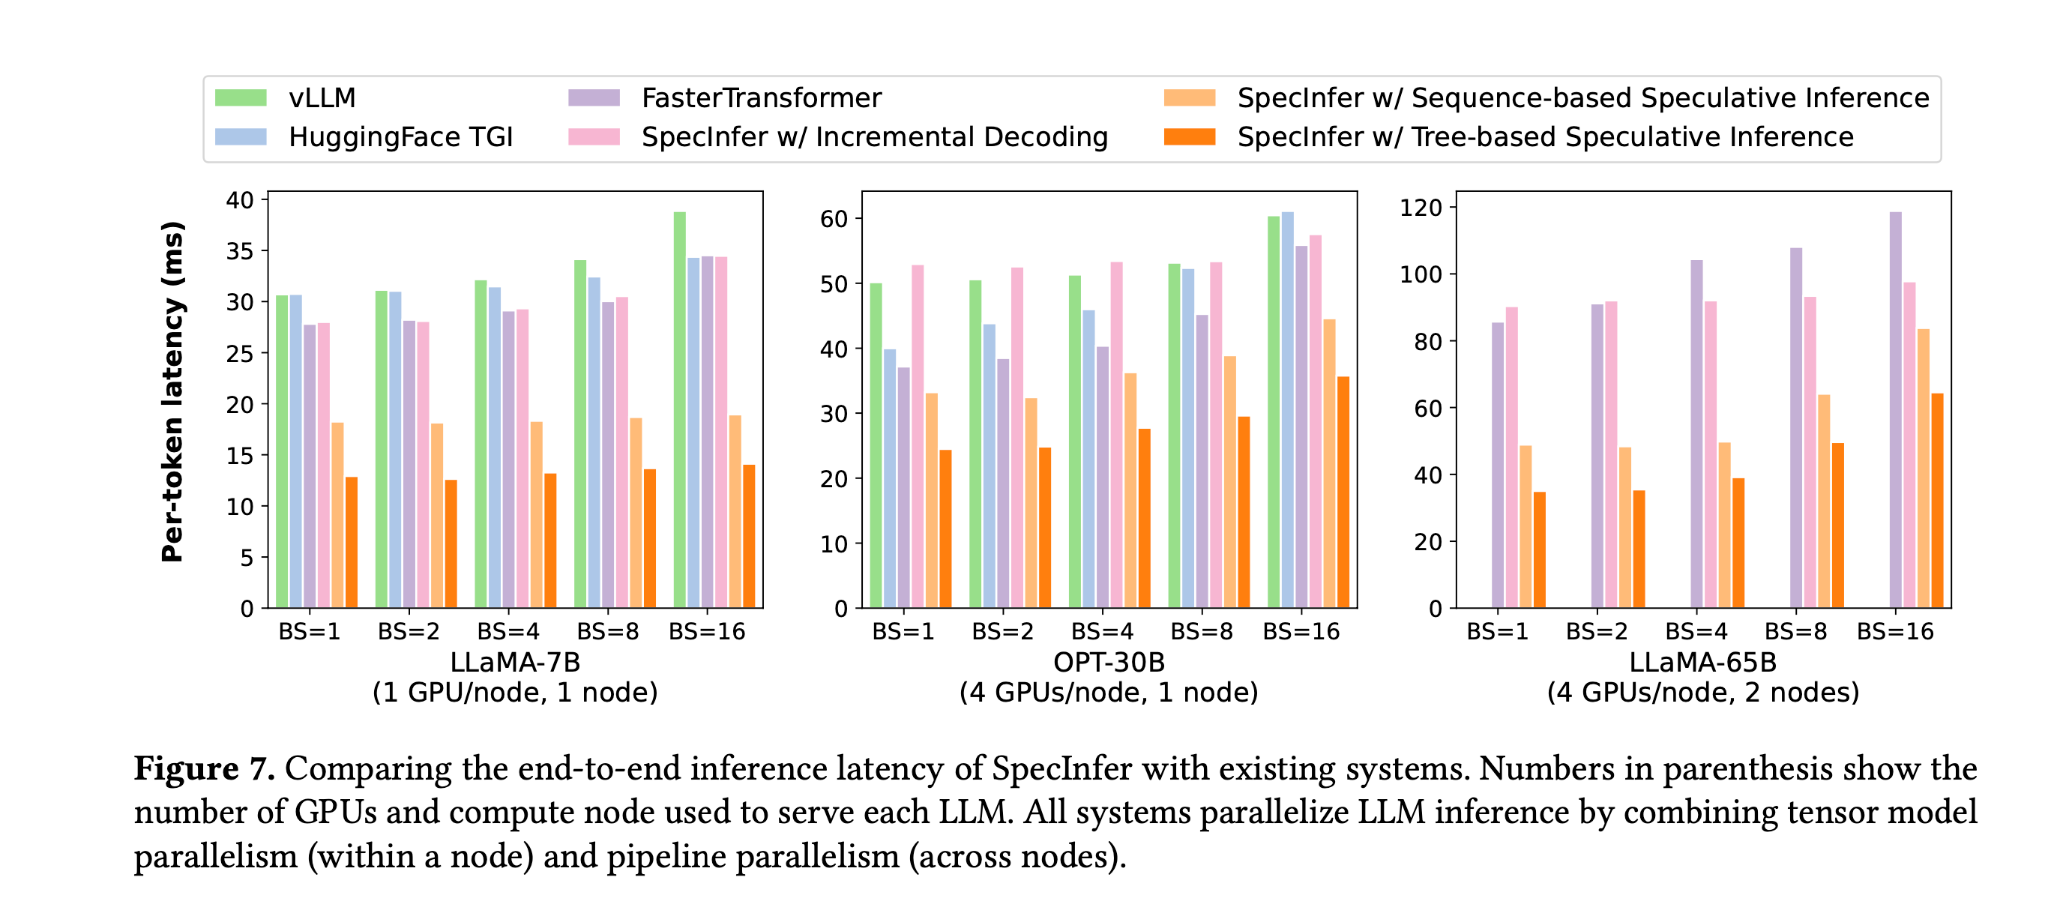 vLLM
HuggingFace TGI
FasterTransformer
SpecInfer w/ Incremental Decoding
SpecInfer w/ Sequence-based Speculative Inference
SpecInfer w/ Tree-based Speculative Inference
Per-token latency (ms)
40
35
30
25
20
15
10
5
0
BS=1 BS=2 BS=4 BS=8 BS=16
LLaMA-7B
(1 GPU/node, 1 node)
60
50
40
30
20
10
0
BS=1 BS=2 BS=4 BS=8 BS=16
OPT-30B
(4 GPUs/node, 1 node)
120
100
80
60
40
20
0
BS=1 BS=2 BS=4 BS=8 BS=16
LLaMA-65B
(4 GPUs/node, 2 nodes)
Figure 7. Comparing the end-to-end inference latency of SpecInfer with existing systems. Numbers in parenthesis show the
number of GPUs and compute node used to serve each LLM. All systems parallelize LLM inference by combining tensor model
parallelism (within a node) and pipeline parallelism (across nodes).